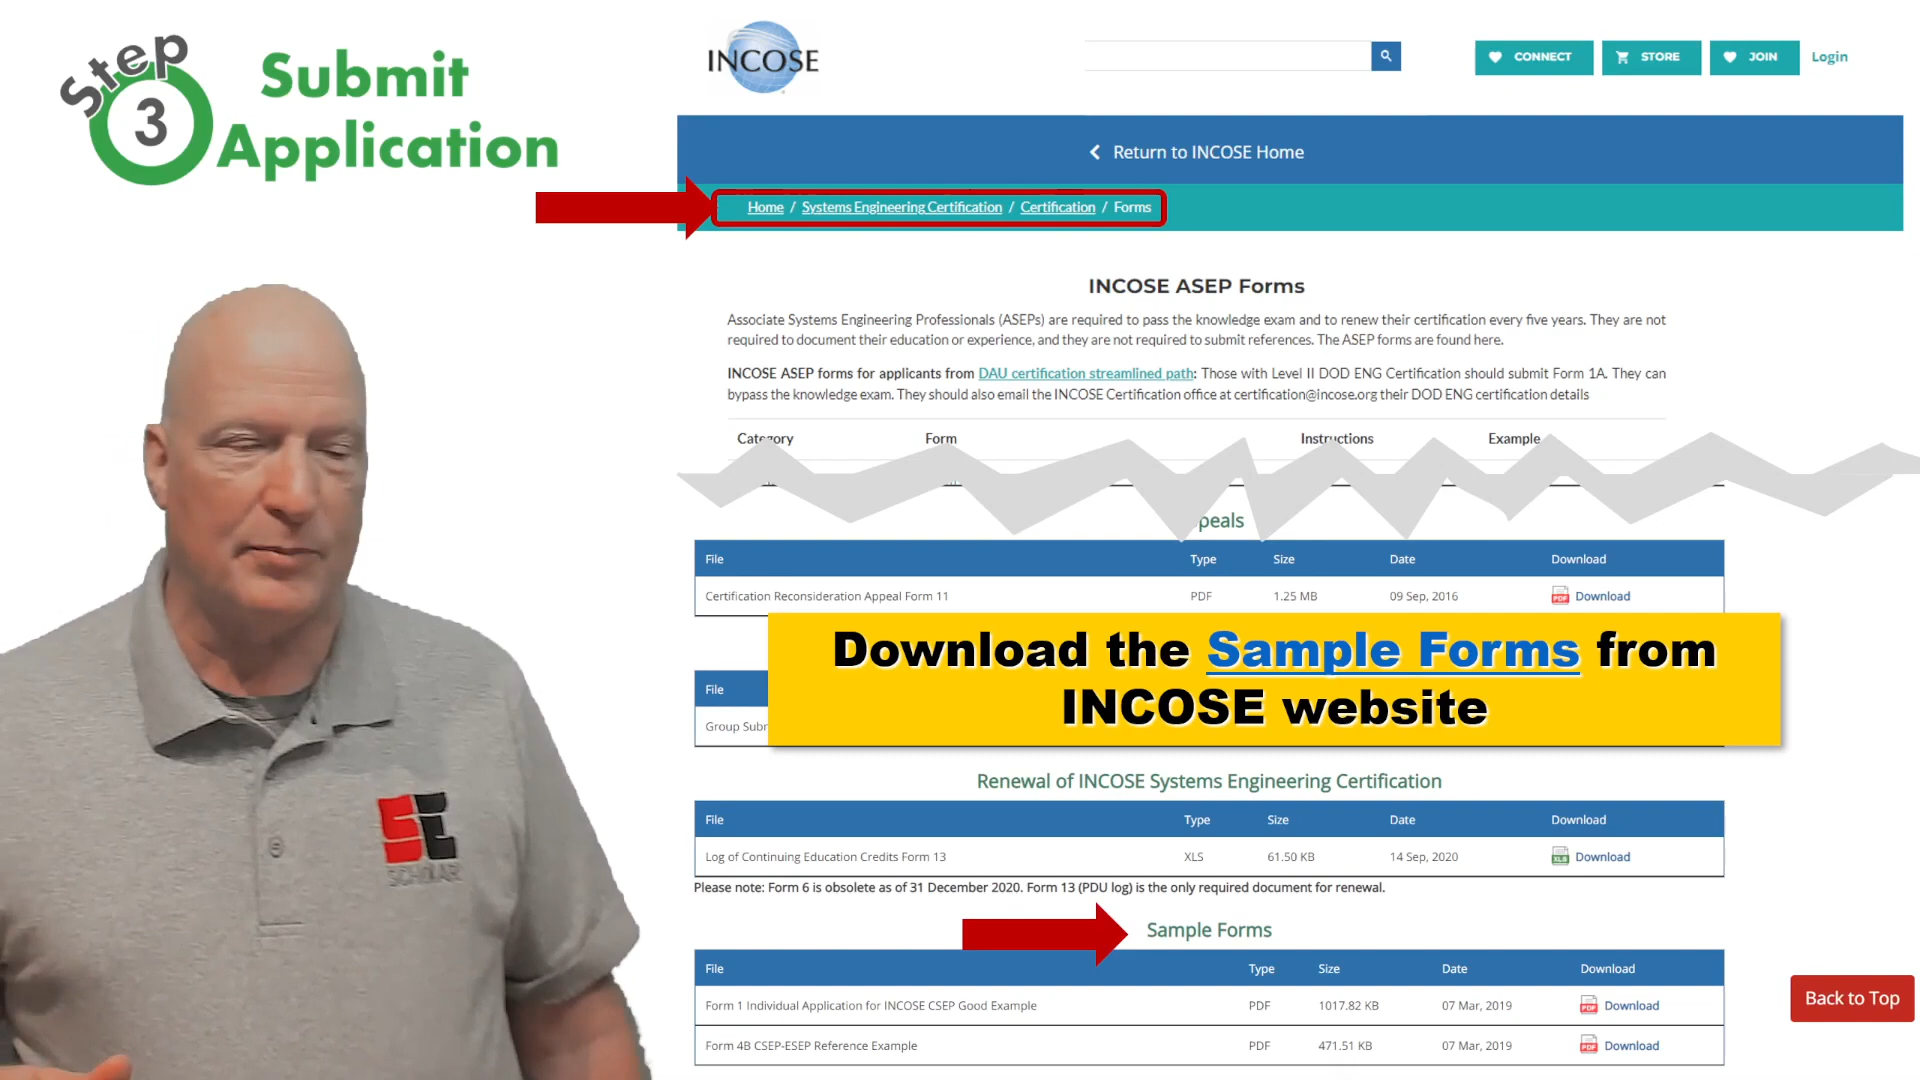 Step
3
Submit
Application
INCOSE
CONNECT
STORE
JOIN
Login
Return to INCOSE Home
Home / Systems Engineering Certification / Certification / Forms
INCOSE ASEP Forms
Associate Systems Engineering Professionals (ASEPs) are required to pass the knowledge exam and to renew their certification every five years. They are not
required to document their education or experience, and they are not required to submit references. The ASEP forms are found here.
INCOSE ASEP forms for applicants from DAU certification streamlined path: Those with Level II DOD ENG Certification should submit Form 1A. They can
bypass the knowledge exam. They should also email the INCOSE Certification office at certification@incose.org their DOD ENG certification details
Category Form Instructions Example
peals
File Type Size Date Download
Certification Reconsideration Appeal Form 11 PDF 1.25 MB 09 Sep, 2016 PDF Download
Download the Sample Forms from
INCOSE website
File
Group Subr
Renewal of INCOSE Systems Engineering Certification
File Type Size Date Download
Log of Continuing Education Credits Form 13 XLS 61.50 KB 14 Sep, 2020 XLS Download
Please note: Form 6 is obsolete as of 31 December 2020. Form 13 (PDU log) is the only required document for renewal.
Sample Forms
File Type Size Date Download
Form 1 Individual Application for INCOSE CSEP Good Example PDF 1017.82 KB 07 Mar, 2019 PDF Download
Form 4B CSEP-ESEP Reference Example PDF 471.51 KB 07 Mar, 2019 PDF Download
Back to Top
SE
SCHOLAR